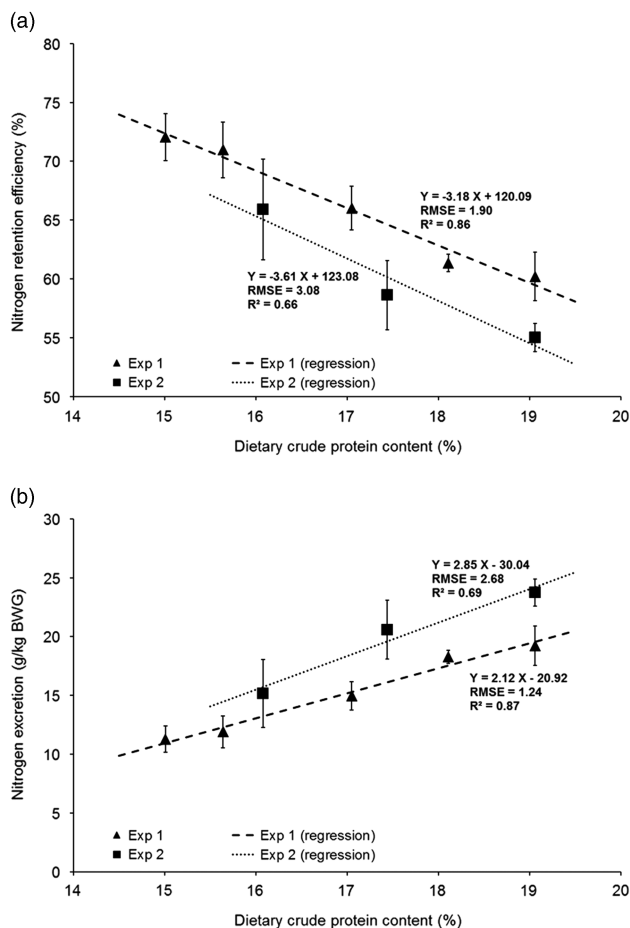 (a)
Nitrogen retention efficiency (%)
80
75
70
65
60
55
50
Y = -3.18 X + 120.09
RMSE = 1.90
R² = 0.86
Y = -3.61 X + 123.08
RMSE = 3.08
R² = 0.66
Exp 1
Exp 1 (regression)
Exp 2
Exp 2 (regression)
14 15 16 17 18 19 20
Dietary crude protein content (%)
(b)
Nitrogen excretion (g/kg BWG)
30
25
20
15
10
5
0
Y = 2.85 X - 30.04
RMSE = 2.68
R² = 0.69
Y = 2.12 X - 20.92
RMSE = 1.24
R² = 0.87
Exp 1
Exp 1 (regression)
Exp 2
Exp 2 (regression)
14 15 16 17 18 19 20
Dietary crude protein content (%)